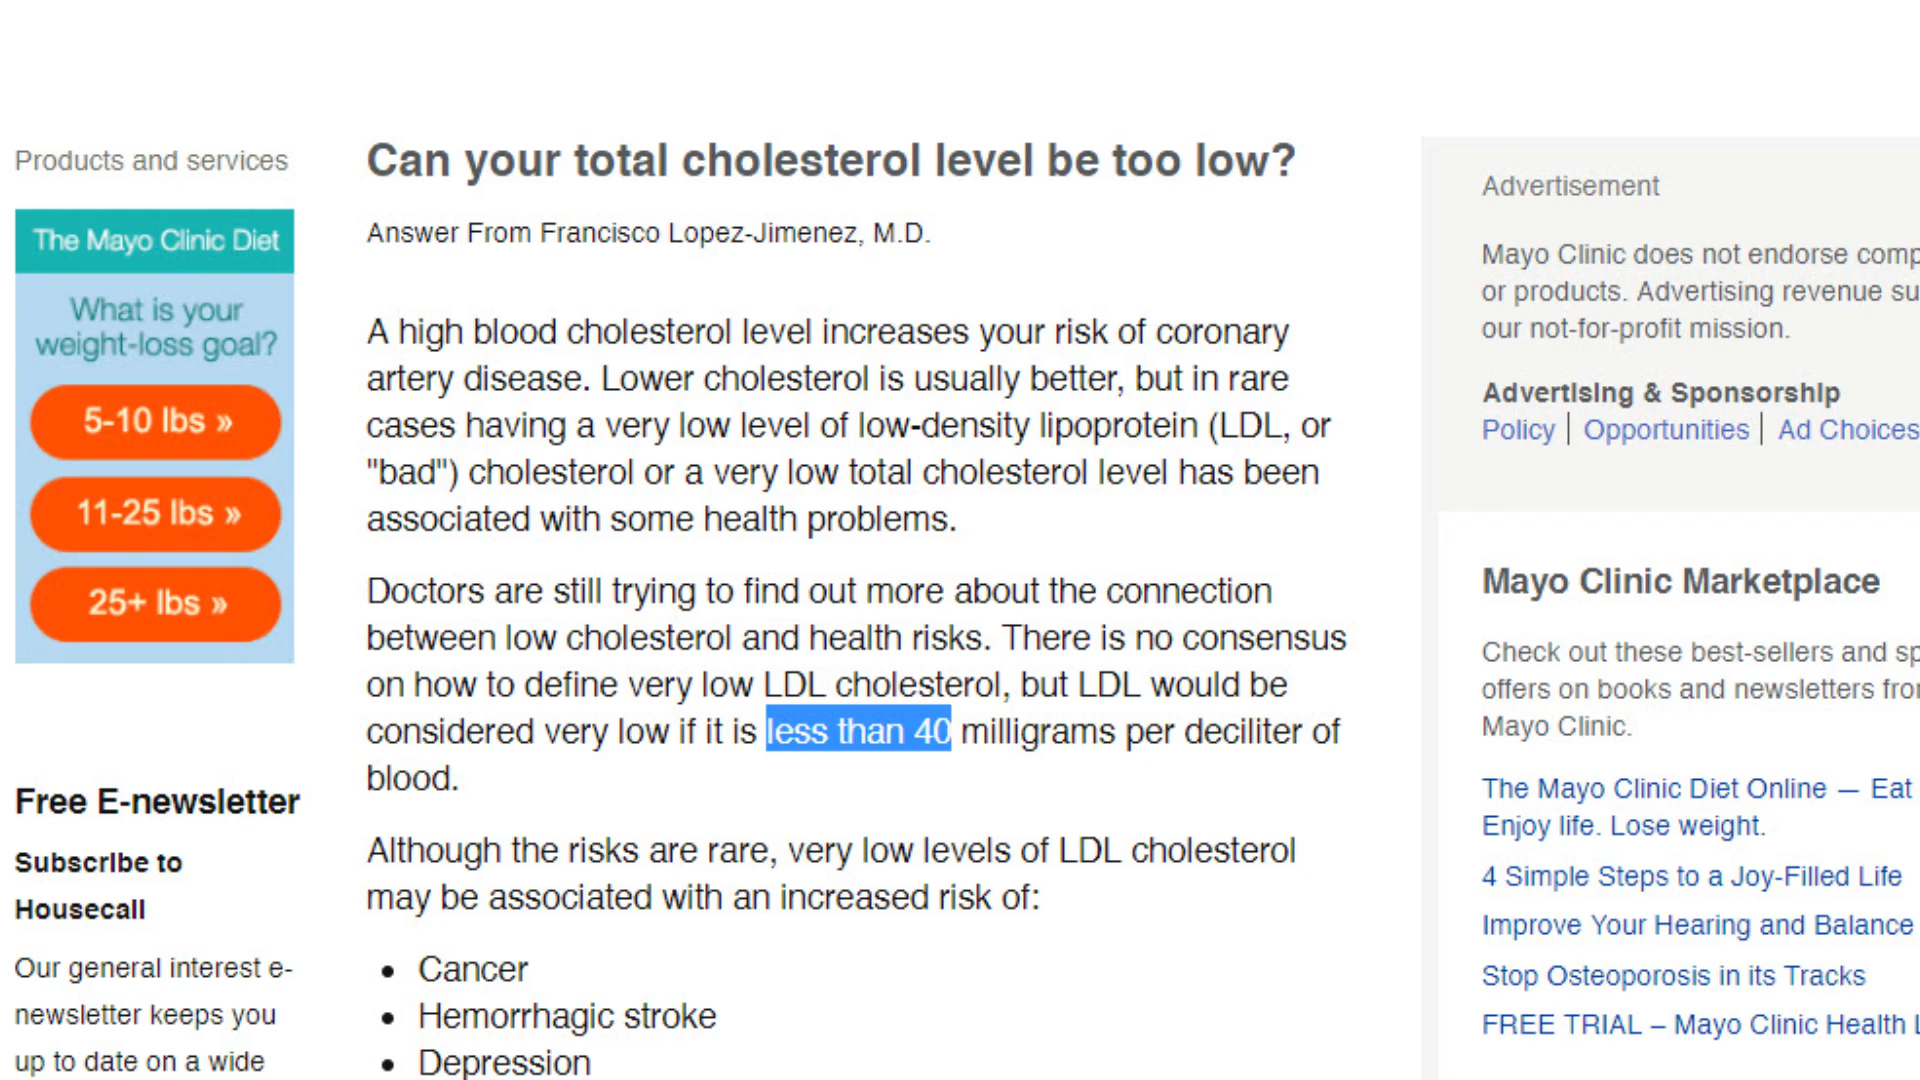 Products and services
The Mayo Clinic Diet
What is your
weight-loss goal?
5-10 lbs »
11-25 lbs »
25+ lbs »
Free E-newsletter
Subscribe to
Housecall
Our general interest e-
newsletter keeps you
up to date on a wide
Can your total cholesterol level be too low?
Answer From Francisco Lopez-Jimenez, M.D.
A high blood cholesterol level increases your risk of coronary
artery disease. Lower cholesterol is usually better, but in rare
cases having a very low level of low-density lipoprotein (LDL, or
"bad") cholesterol or a very low total cholesterol level has been
associated with some health problems.
Doctors are still trying to find out more about the connection
between low cholesterol and health risks. There is no consensus
on how to define very low LDL cholesterol, but LDL would be
considered very low if it is less than 40 milligrams per deciliter of
blood.
Although the risks are rare, very low levels of LDL cholesterol
may be associated with an increased risk of:
• Cancer
• Hemorrhagic stroke
• Depression
Advertisement
Mayo Clinic does not endorse comp
or products. Advertising revenue su
our not-for-profit mission.
Advertising & Sponsorship
Policy | Opportunities | Ad Choices
Mayo Clinic Marketplace
Check out these best-sellers and sp
offers on books and newsletters fro
Mayo Clinic.
The Mayo Clinic Diet Online — Eat
Enjoy life. Lose weight.
4 Simple Steps to a Joy-Filled Life
Improve Your Hearing and Balance
Stop Osteoporosis in its Tracks
FREE TRIAL – Mayo Clinic Health L